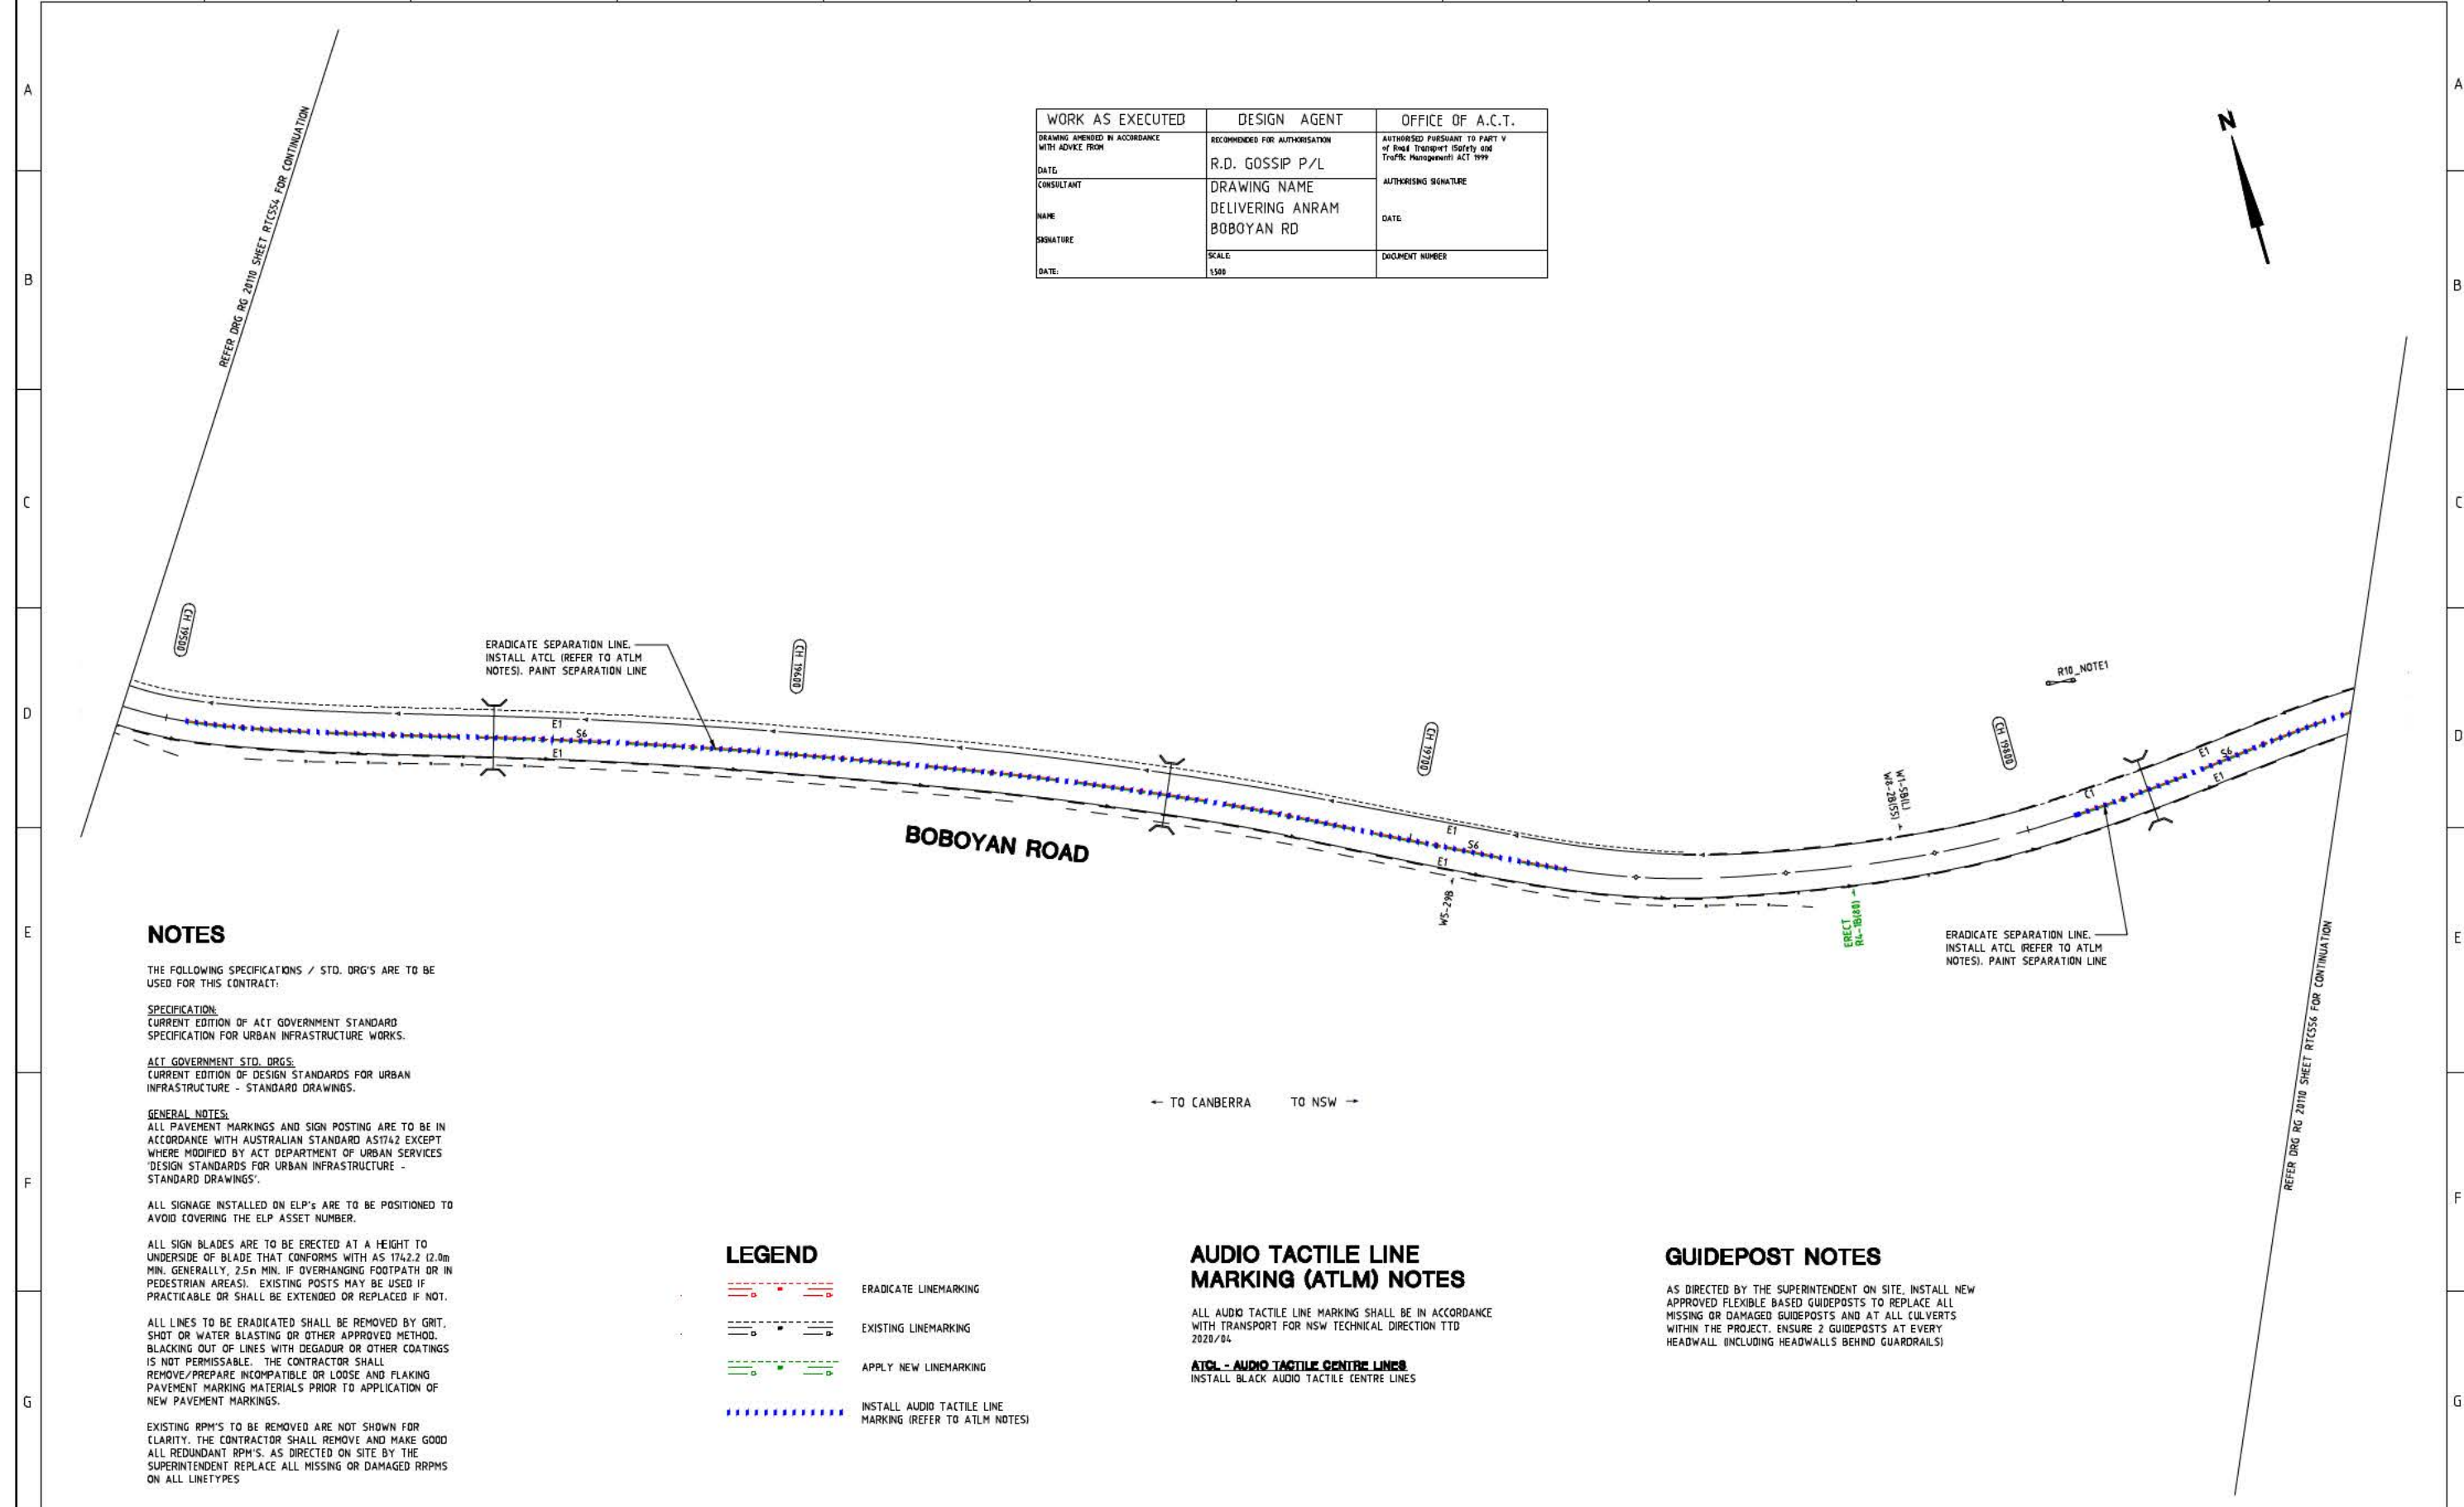 A
A
B
B
C
C
D
D
E
E
F
F
G
G
REFER DRG RG 20110 SHEET RTC554 FOR CONTINUATION
WORK AS EXECUTED
DRAWING AMENDED IN ACCORDANCE
WITH ADVICE FROM
DATE:
CONSULTANT
NAME
SIGNATURE
DATE:
DESIGN AGENT
RECOMMENDED FOR AUTHORISATION
R.D. GOSSIP P/L
DRAWING NAME
DELIVERING ANRAM
BOBOYAN RD
SCALE:
1:500
OFFICE OF A.C.T.
AUTHORISED PURSUANT TO PART V
of Road Transport (Safety and
Traffic Management) ACT 1999
AUTHORISING SIGNATURE
DATE:
DOCUMENT NUMBER
N
CH 19500
ERADICATE SEPARATION LINE.
INSTALL ATCL (REFER TO ATLM
NOTES). PAINT SEPARATION LINE
CH 19600
E1
S6
E1
BOBOYAN ROAD
CH 19700
E1
S6
E1
W5-29B
W8-2B(55)
W1-5B(L)
ERECT
R4-1B(80)
R10_NOTE1
CH 19800
C1
E1
S6
E1
ERADICATE SEPARATION LINE.
INSTALL ATCL (REFER TO ATLM
NOTES). PAINT SEPARATION LINE
REFER DRG RG 20110 SHEET RTC556 FOR CONTINUATION
← TO CANBERRA TO NSW →
NOTES
THE FOLLOWING SPECIFICATIONS / STD. DRG'S ARE TO BE
USED FOR THIS CONTRACT:
SPECIFICATION:
CURRENT EDITION OF ACT GOVERNMENT STANDARD
SPECIFICATION FOR URBAN INFRASTRUCTURE WORKS.
ACT GOVERNMENT STD. DRGS:
CURRENT EDITION OF DESIGN STANDARDS FOR URBAN
INFRASTRUCTURE - STANDARD DRAWINGS.
GENERAL NOTES:
ALL PAVEMENT MARKINGS AND SIGN POSTING ARE TO BE IN
ACCORDANCE WITH AUSTRALIAN STANDARD AS1742 EXCEPT
WHERE MODIFIED BY ACT DEPARTMENT OF URBAN SERVICES
'DESIGN STANDARDS FOR URBAN INFRASTRUCTURE -
STANDARD DRAWINGS'.
ALL SIGNAGE INSTALLED ON ELP's ARE TO BE POSITIONED TO
AVOID COVERING THE ELP ASSET NUMBER.
ALL SIGN BLADES ARE TO BE ERECTED AT A HEIGHT TO
UNDERSIDE OF BLADE THAT CONFORMS WITH AS 1742.2 (2.0m
MIN. GENERALLY, 2.5m MIN. IF OVERHANGING FOOTPATH OR IN
PEDESTRIAN AREAS). EXISTING POSTS MAY BE USED IF
PRACTICABLE OR SHALL BE EXTENDED OR REPLACED IF NOT.
ALL LINES TO BE ERADICATED SHALL BE REMOVED BY GRIT,
SHOT OR WATER BLASTING OR OTHER APPROVED METHOD.
BLACKING OUT OF LINES WITH DEGADUR OR OTHER COATINGS
IS NOT PERMISSABLE. THE CONTRACTOR SHALL
REMOVE/PREPARE INCOMPATIBLE OR LOOSE AND FLAKING
PAVEMENT MARKING MATERIALS PRIOR TO APPLICATION OF
NEW PAVEMENT MARKINGS.
EXISTING RPM'S TO BE REMOVED ARE NOT SHOWN FOR
CLARITY. THE CONTRACTOR SHALL REMOVE AND MAKE GOOD
ALL REDUNDANT RPM'S. AS DIRECTED ON SITE BY THE
SUPERINTENDENT REPLACE ALL MISSING OR DAMAGED RRPMS
ON ALL LINETYPES
LEGEND
ERADICATE LINEMARKING
EXISTING LINEMARKING
APPLY NEW LINEMARKING
INSTALL AUDIO TACTILE LINE
MARKING (REFER TO ATLM NOTES)
AUDIO TACTILE LINE
MARKING (ATLM) NOTES
ALL AUDIO TACTILE LINE MARKING SHALL BE IN ACCORDANCE
WITH TRANSPORT FOR NSW TECHNICAL DIRECTION TTD
2020/04
ATCL - AUDIO TACTILE CENTRE LINES
INSTALL BLACK AUDIO TACTILE CENTRE LINES
GUIDEPOST NOTES
AS DIRECTED BY THE SUPERINTENDENT ON SITE, INSTALL NEW
APPROVED FLEXIBLE BASED GUIDEPOSTS TO REPLACE ALL
MISSING OR DAMAGED GUIDEPOSTS AND AT ALL CULVERTS
WITHIN THE PROJECT. ENSURE 2 GUIDEPOSTS AT EVERY
HEADWALL (INCLUDING HEADWALLS BEHIND GUARDRAILS)